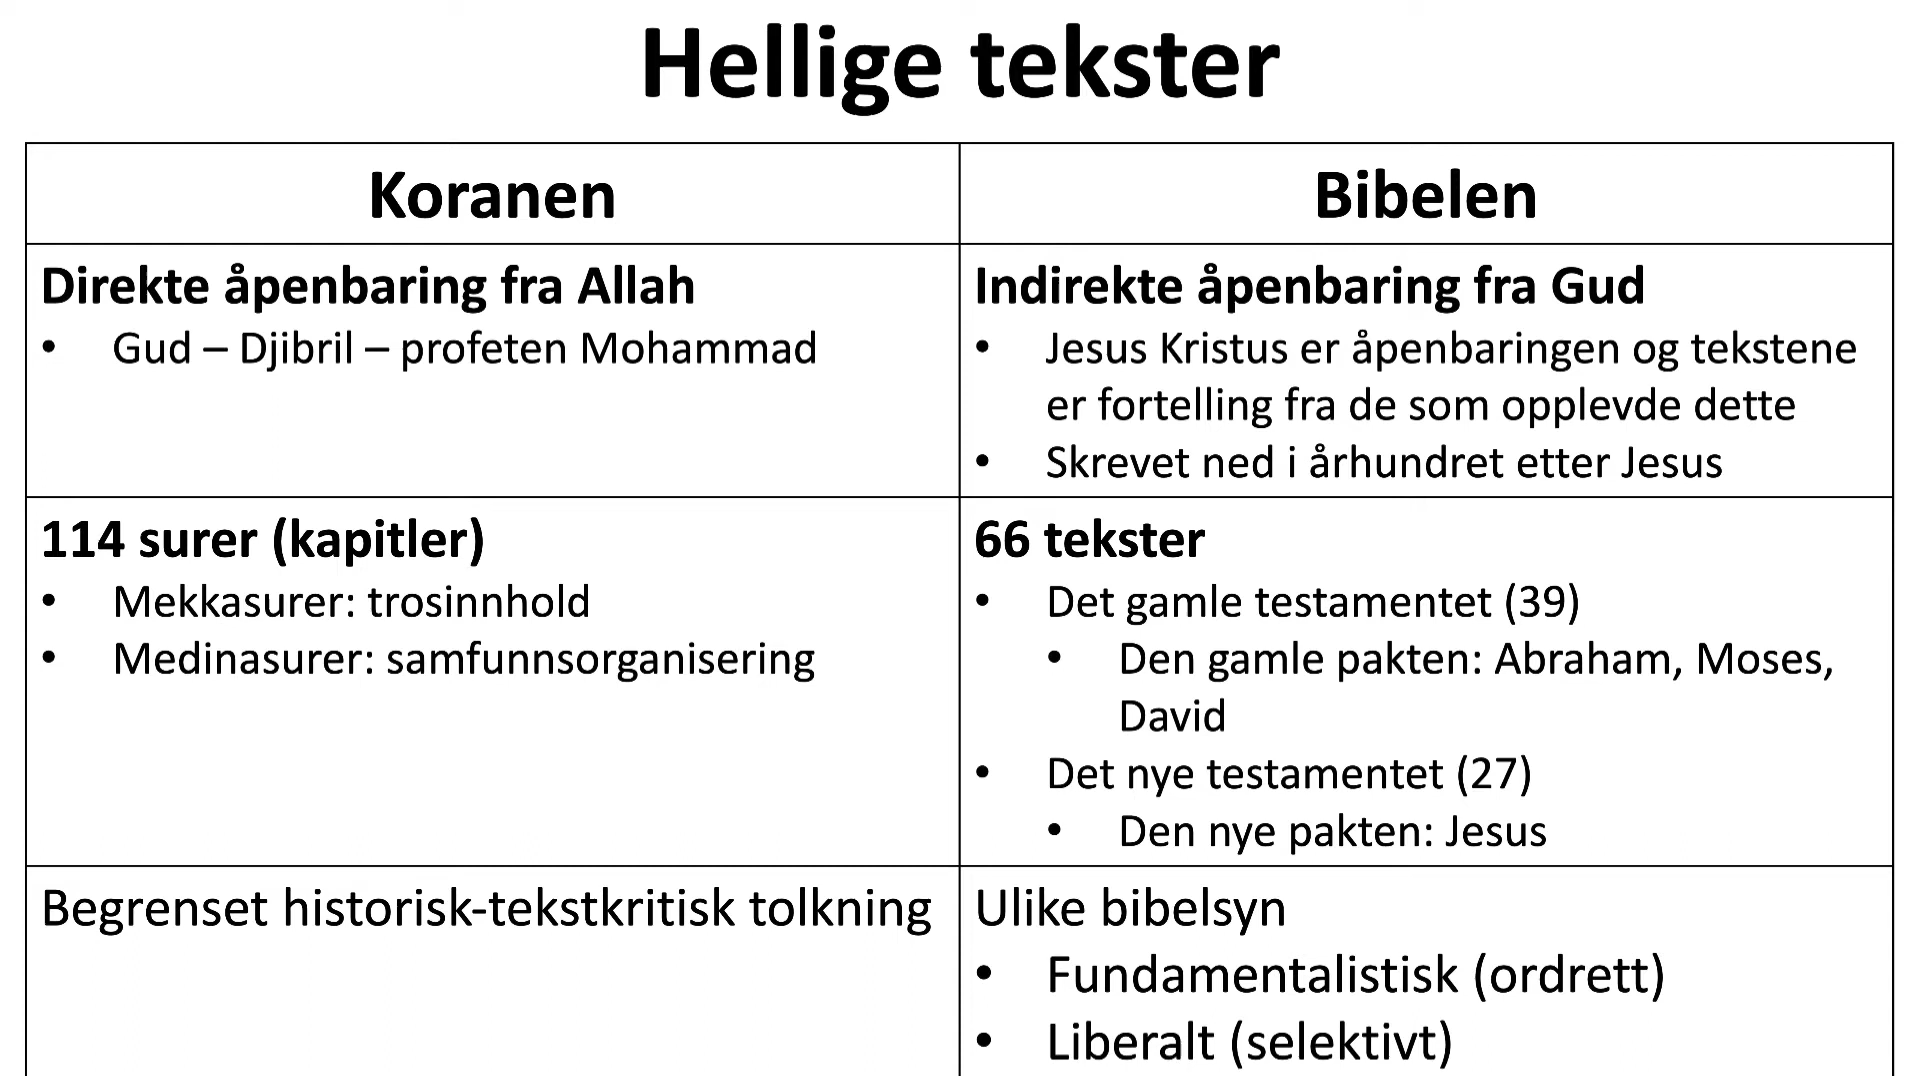 Hellige tekster
Koranen
Bibelen
Direkte åpenbaring fra Allah
• Gud – Djibril – profeten Mohammad
Indirekte åpenbaring fra Gud
• Jesus Kristus er åpenbaringen og tekstene
er fortelling fra de som opplevde dette
• Skrevet ned i århundret etter Jesus
114 surer (kapitler)
• Mekkasurer: trosinnhold
• Medinasurer: samfunnsorganisering
66 tekster
• Det gamle testamentet (39)
• Den gamle pakten: Abraham, Moses,
David
• Det nye testamentet (27)
• Den nye pakten: Jesus
Begrenset historisk-tekstkritisk tolkning
Ulike bibelsyn
• Fundamentalistisk (ordrett)
• Liberalt (selektivt)